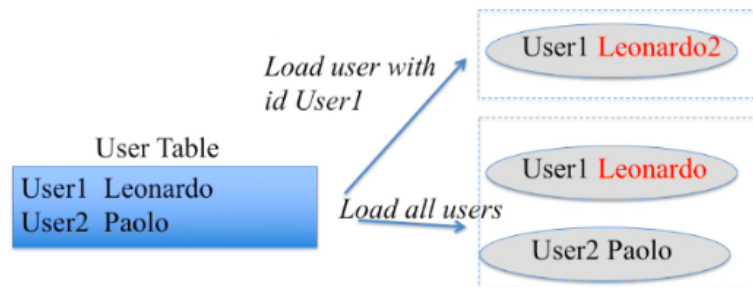 User1 Leonardo2
Load user with
id User1
User Table
User1 Leonardo
User2 Paolo
User1 Leonardo
Load all users
User2 Paolo